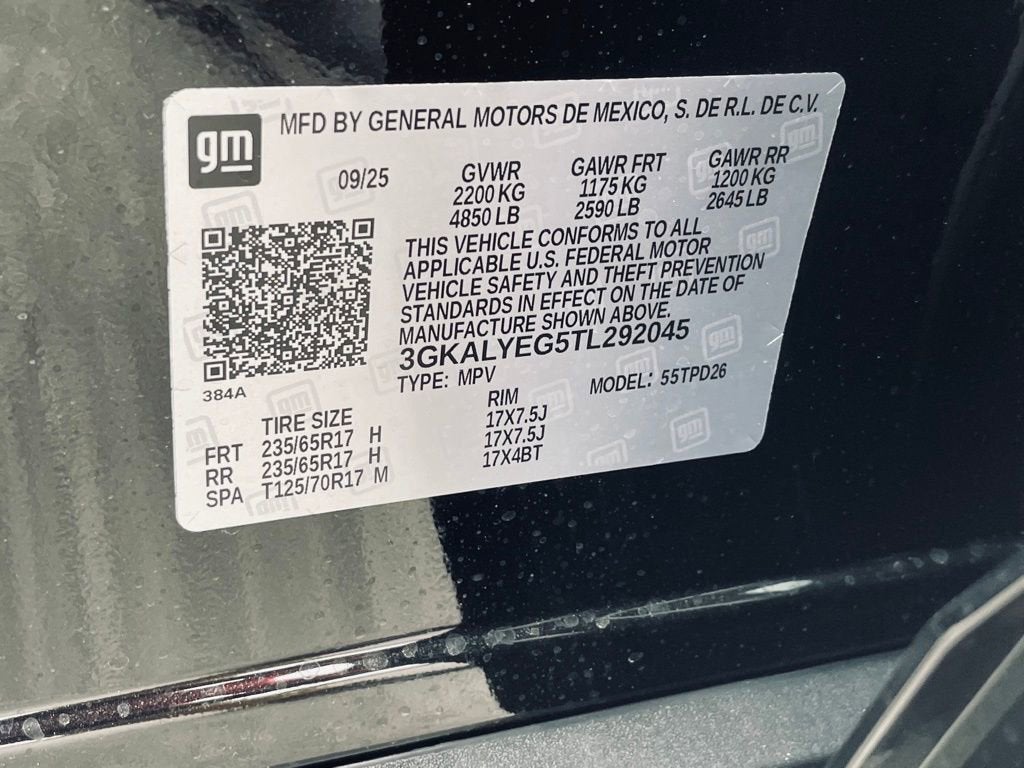 gm
MFD BY GENERAL MOTORS DE MEXICO, S. DE R.L. DE C.V.
09/25
GVWR GAWR FRT GAWR RR
2200 KG 1175 KG 1200 KG
4850 LB 2590 LB 2645 LB
THIS VEHICLE CONFORMS TO ALL
APPLICABLE U.S. FEDERAL MOTOR
VEHICLE SAFETY AND THEFT PREVENTION
STANDARDS IN EFFECT ON THE DATE OF
MANUFACTURE SHOWN ABOVE.
3GKALYEG5TL292045
TYPE: MPV MODEL: 55TPD26
384A
TIRE SIZE RIM
FRT 235/65R17 H 17X7.5J
RR 235/65R17 H 17X7.5J
SPA T125/70R17 M 17X4BT